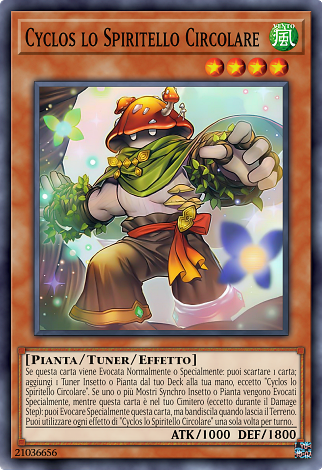 Cyclos lo Spiritello Circolare
VENTO
風
[Pianta/Tuner/Effetto]
Se questa carta viene Evocata Normalmente o Specialmente: puoi scartare 1 carta;
aggiungi 1 Tuner Insetto o Pianta dal tuo Deck alla tua mano, eccetto "Cyclos lo
Spiritello Circolare". Se uno o più Mostri Synchro Insetto o Pianta vengono Evocati
Specialmente, mentre questa carta è nel tuo Cimitero (eccetto durante il Damage
Step): puoi Evocare Specialmente questa carta, ma bandiscila quando lascia il Terreno.
Puoi utilizzare ogni effetto di "Cyclos lo Spiritello Circolare" una sola volta per turno.
ATK/1000 DEF/1800
21036656